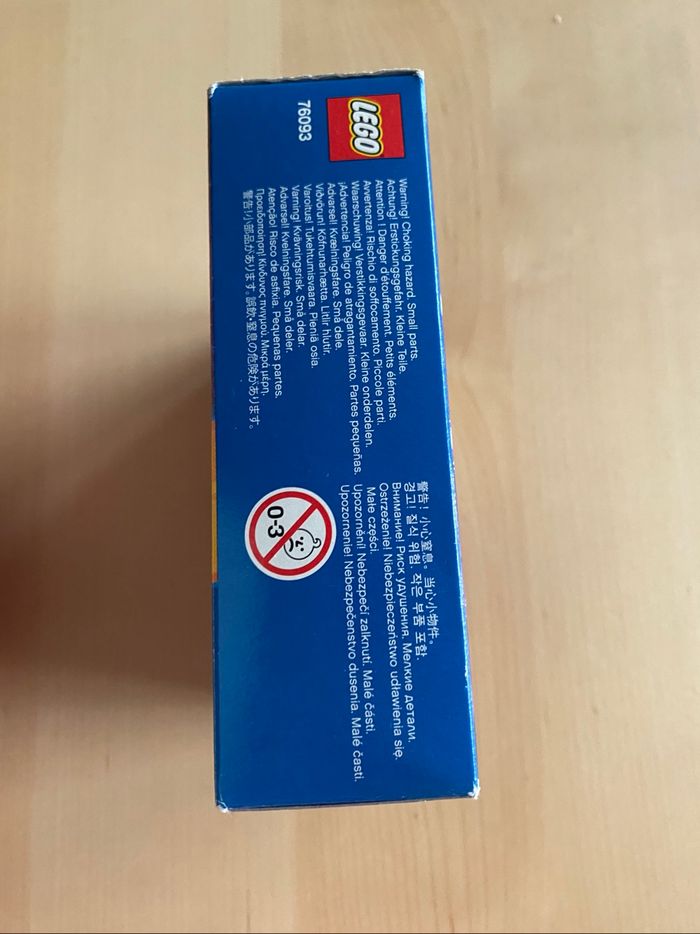 LEGO
76093
Warning! Choking hazard. Small parts.
Achtung! Erstickungsgefahr. Kleine Teile.
Attention ! Danger d'étouffement. Petits éléments.
Avvertenza! Rischio di soffocamento. Piccole parti.
Waarschuwing! Verstikkingsgevaar. Kleine onderdelen.
¡Advertencia! Peligro de atragantamiento. Partes pequeñas.
Advarsel! Kvælningsfare. Små dele.
Viðvörun! Köfnunarhætta. Litlir hlutir.
Varoitus! Tukehtumisvaara. Pieniä osia.
Varning! Kvävningsrisk. Små delar.
Advarsel! Kvelningsfare. Små deler.
Atenção! Risco de asfixia. Pequenas partes.
Προειδοποίηση! Κίνδυνος πνιγμού. Μικρά μέρη.
警告!小部品があります。誤飲・窒息の危険があります。
警告! 小心窒息。当心小物件。
경고! 질식 위험. 작은 부품 포함.
Внимание! Риск удушения. Мелкие детали.
Ostrzeżenie! Niebezpieczeństwo udławienia się.
Małe części.
Upozornění! Nebezpečí zalknutí. Malé části.
Upozornenie! Nebezpečenstvo dusenia. Malé časti.
0-3